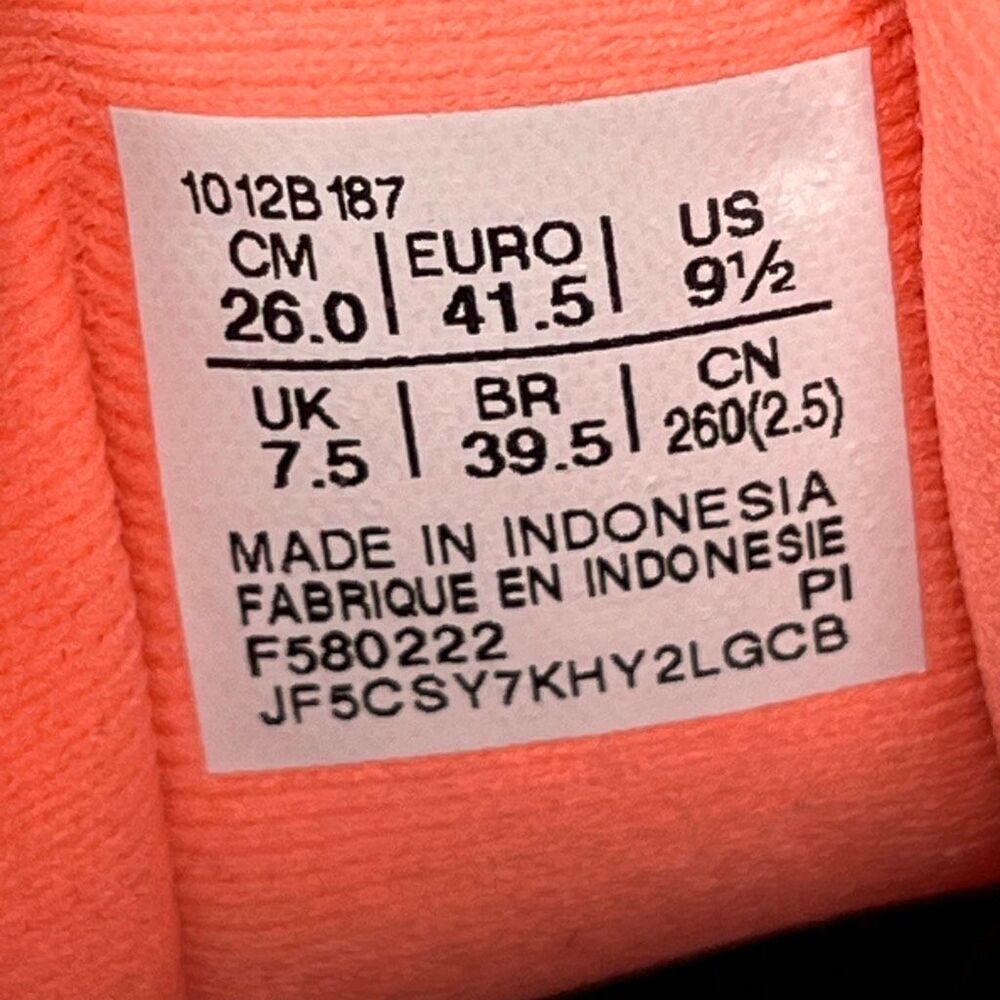 1012B187
CM | EURO | US
26.0 | 41.5 | 9½
UK | BR | CN
7.5 | 39.5 | 260(2.5)
MADE IN INDONESIA
FABRIQUE EN INDONESIE
PI
F580222
JF5CSY7KHY2LGCB